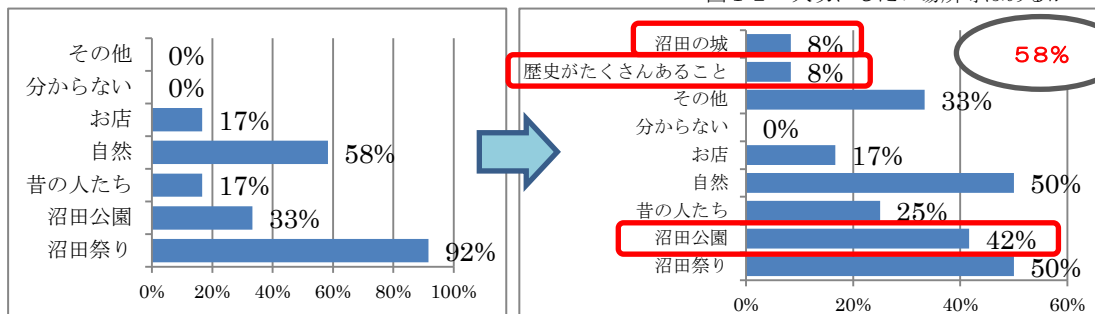 その他 0%
分からない 0%
お店 17%
自然 58%
昔の人たち 17%
沼田公園 33%
沼田祭り 92%
0% 20% 40% 60% 80% 100%
沼田の城 8%
歴史がたくさんあること 8%
その他 33%
分からない 0%
お店 17%
自然 50%
昔の人たち 25%
沼田公園 42%
沼田祭り 50%
0% 20% 40% 60%
58%